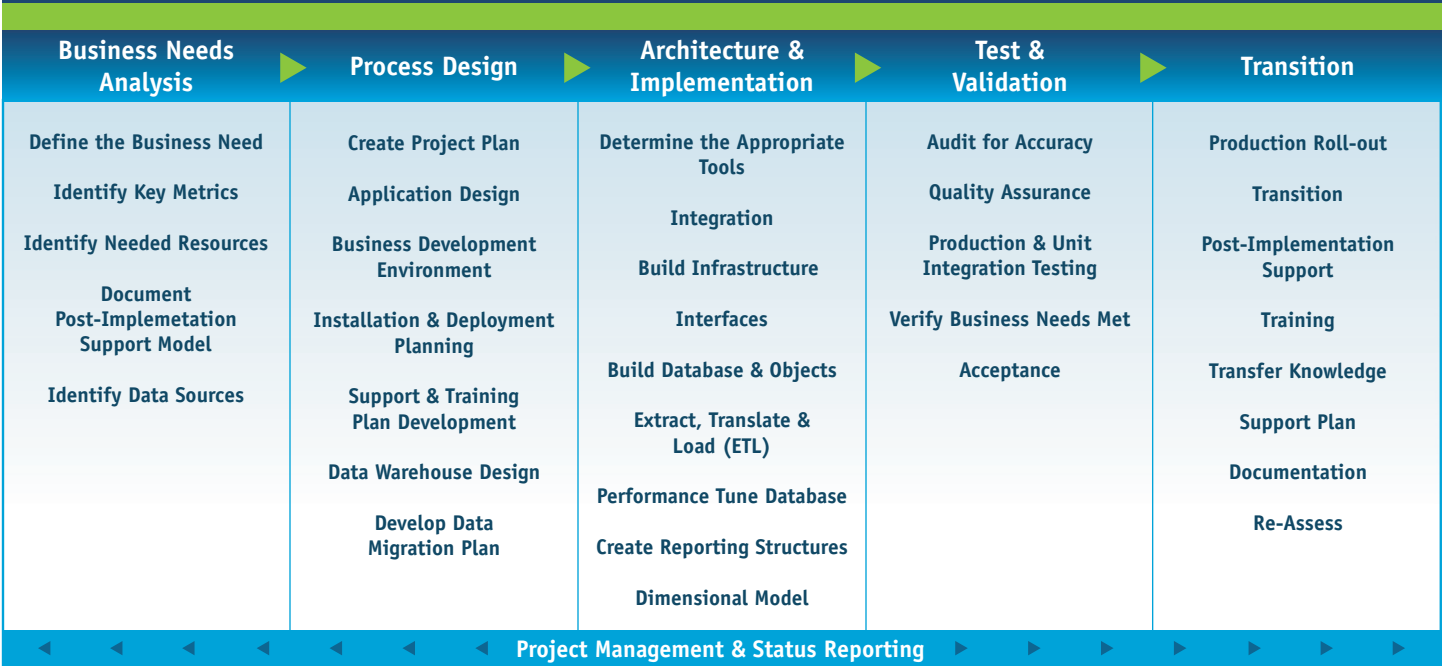 Business Needs
Analysis
Process Design
Architecture &
Implementation
Test &
Validation
Transition
Define the Business Need
Identify Key Metrics
Identify Needed Resources
Document
Post-Implemetation
Support Model
Identify Data Sources
Create Project Plan
Application Design
Business Development
Environment
Installation & Deployment
Planning
Support & Training
Plan Development
Data Warehouse Design
Develop Data
Migration Plan
Determine the Appropriate
Tools
Integration
Build Infrastructure
Interfaces
Build Database & Objects
Extract, Translate &
Load (ETL)
Performance Tune Database
Create Reporting Structures
Dimensional Model
Audit for Accuracy
Quality Assurance
Production & Unit
Integration Testing
Verify Business Needs Met
Acceptance
Production Roll-out
Transition
Post-Implementation
Support
Training
Transfer Knowledge
Support Plan
Documentation
Re-Assess
Project Management & Status Reporting